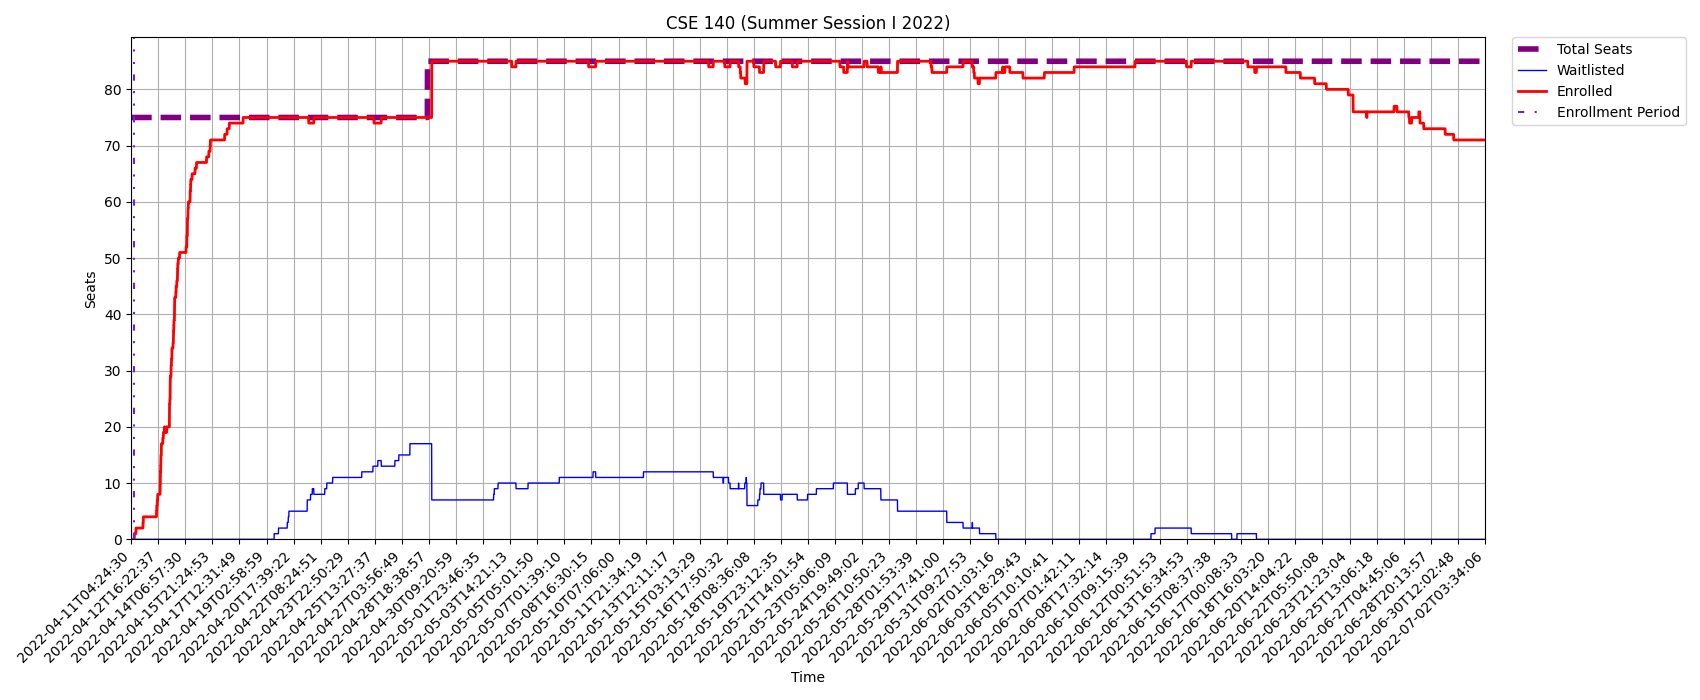 CSE 140 (Summer Session I 2022)
Total Seats
Waitlisted
Enrolled
Enrollment Period
Seats
80
70
60
50
40
30
20
10
0
2022-04-11T04:24:30
2022-04-12T16:22:37
2022-04-14T06:57:30
2022-04-15T21:24:53
2022-04-17T12:31:49
2022-04-19T02:58:59
2022-04-20T17:39:22
2022-04-22T08:24:51
2022-04-23T22:50:29
2022-04-25T13:27:37
2022-04-27T03:56:49
2022-04-28T18:38:57
2022-04-30T09:20:59
2022-05-01T23:46:35
2022-05-03T14:21:13
2022-05-05T05:01:50
2022-05-07T01:39:10
2022-05-08T16:30:15
2022-05-10T07:06:00
2022-05-11T21:34:19
2022-05-13T12:11:17
2022-05-15T03:13:29
2022-05-16T17:50:32
2022-05-18T08:36:08
2022-05-19T23:12:35
2022-05-21T14:01:54
2022-05-23T05:06:09
2022-05-24T19:49:02
2022-05-26T10:50:23
2022-05-28T01:53:39
2022-05-29T17:41:00
2022-05-31T09:27:53
2022-06-02T01:03:16
2022-06-03T18:29:43
2022-06-05T10:10:41
2022-06-07T01:42:11
2022-06-08T17:32:14
2022-06-10T09:15:39
2022-06-12T00:51:53
2022-06-13T16:34:53
2022-06-15T08:37:38
2022-06-17T00:08:33
2022-06-18T16:03:20
2022-06-20T14:04:22
2022-06-22T05:50:08
2022-06-23T21:23:04
2022-06-25T13:06:18
2022-06-27T04:45:06
2022-06-28T20:13:57
2022-06-30T12:02:48
2022-07-02T03:34:06
Time